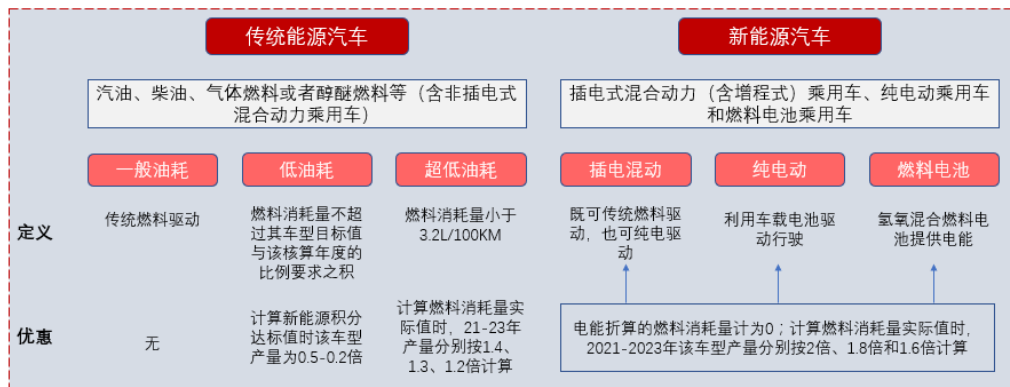 传统能源汽车
新能源汽车
汽油、柴油、气体燃料或者醇醚燃料等（含非插电式
混合动力乘用车）
插电式混合动力（含增程式）乘用车、纯电动乘用车
和燃料电池乘用车
一般油耗
低油耗
超低油耗
插电混动
纯电动
燃料电池
定义
传统燃料驱动
燃料消耗量不超
过其车型目标值
与该核算年度的
比例要求之积
燃料消耗量小于
3.2L/100KM
既可传统燃料驱
动，也可纯电驱
动
利用车载电池驱
动行驶
氢氧混合燃料电
池提供电能
优惠
无
计算新能源积分
达标值时该车型
产量为0.5-0.2倍
计算燃料消耗量实
际值时，21-23年
产量分别按1.4、
1.3、1.2倍计算
电能折算的燃料消耗量计为0；计算燃料消耗量实际值时，
2021-2023年该车型产量分别按2倍、1.8倍和1.6倍计算